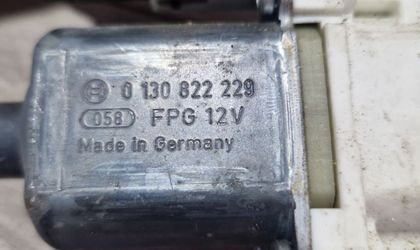 0 130 822 229
058 FPG 12V
Made in Germany